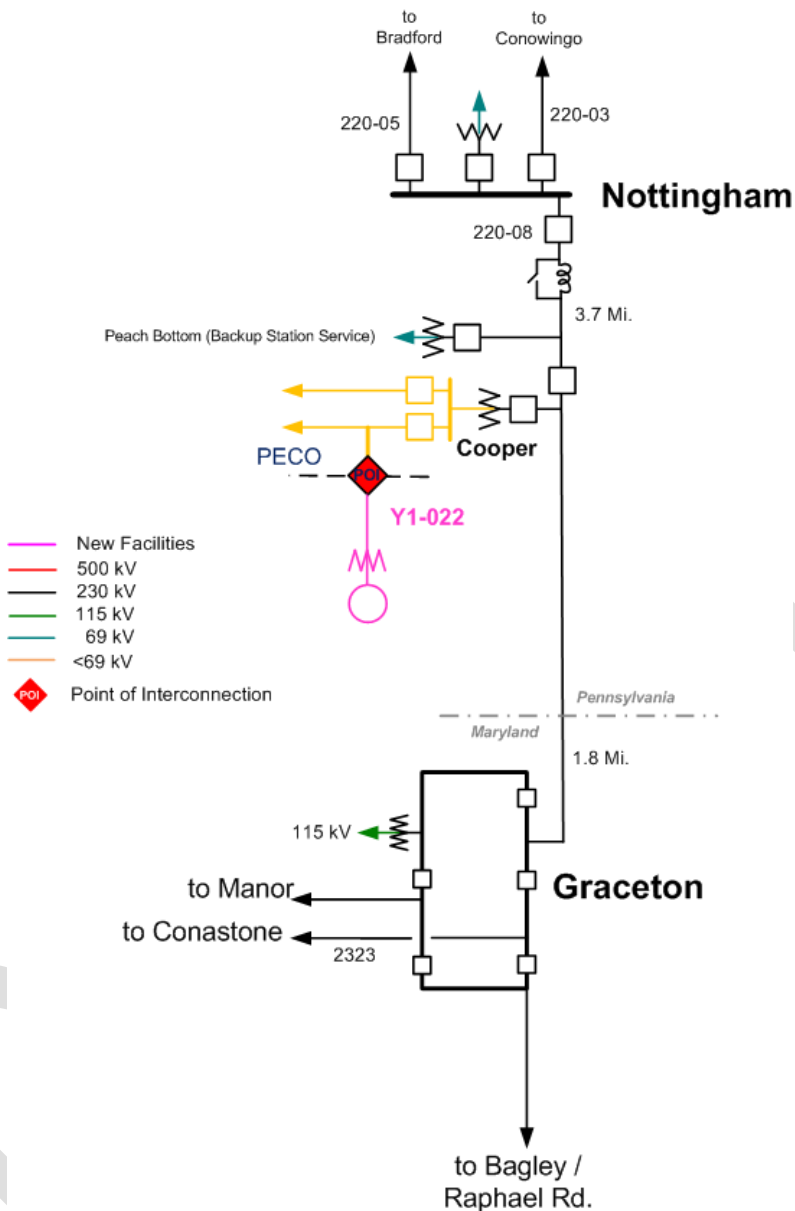 to
Bradford
to
Conowingo
220-05
220-03
Nottingham
220-08
3.7 Mi.
Peach Bottom (Backup Station Service)
Cooper
PECO
POI
Y1-022
New Facilities
500 kV
230 kV
115 kV
69 kV
<69 kV
POI
Point of Interconnection
Pennsylvania
Maryland
1.8 Mi.
115 kV
Graceton
to Manor
to Conastone
2323
to Bagley /
Raphael Rd.